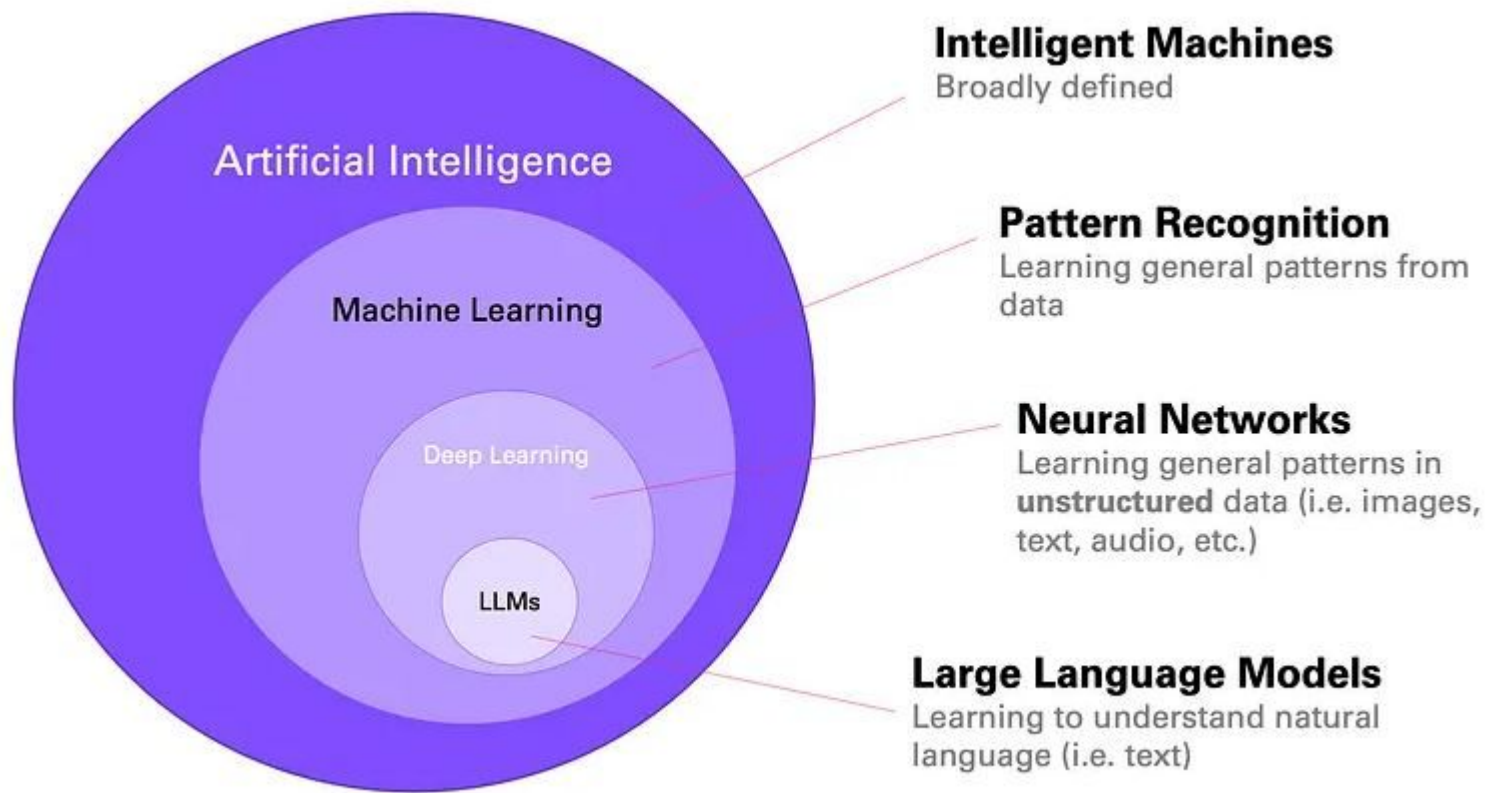 Artificial Intelligence
Machine Learning
Deep Learning
LLMs
Intelligent Machines
Broadly defined
Pattern Recognition
Learning general patterns from
data
Neural Networks
Learning general patterns in
unstructured data (i.e. images,
text, audio, etc.)
Large Language Models
Learning to understand natural
language (i.e. text)